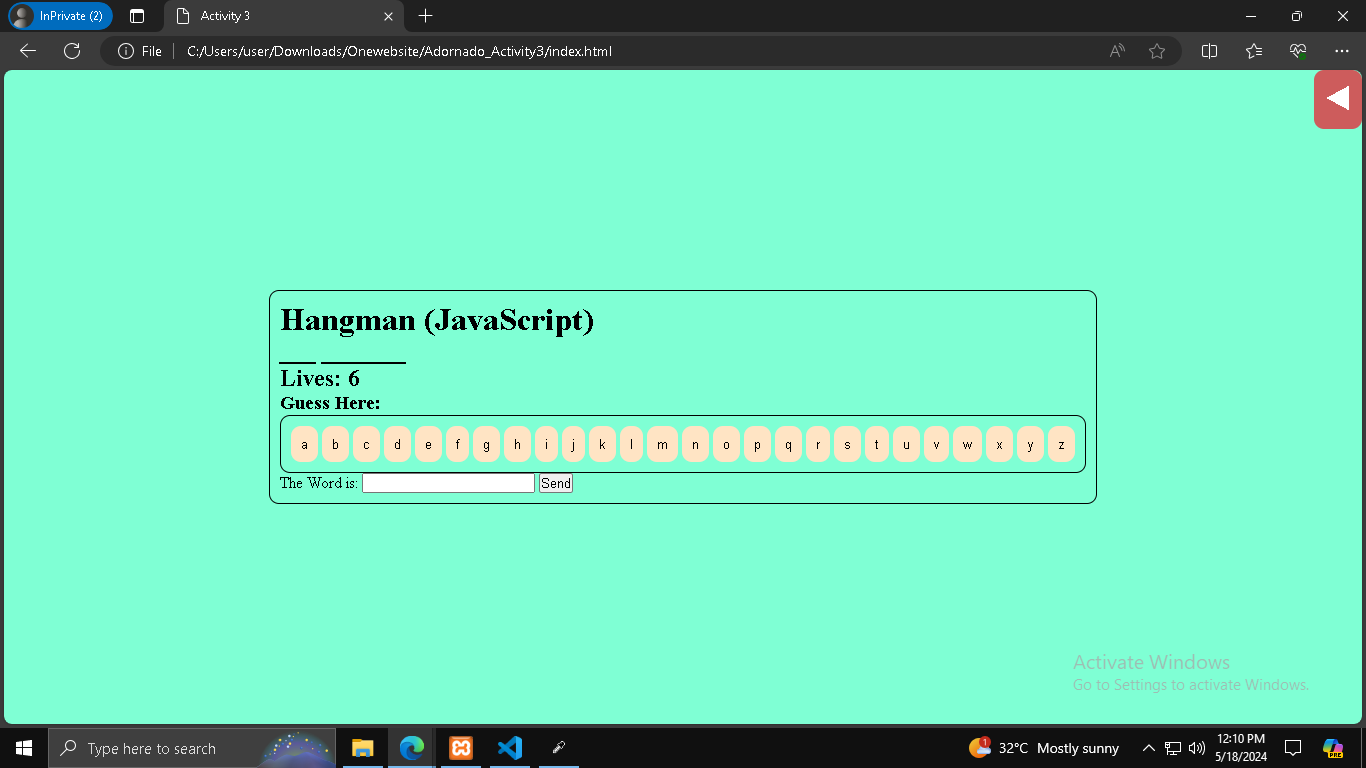 InPrivate (2)
Activity 3
File
C:/Users/user/Downloads/Onewebsite/Adornado_Activity3/index.html
Hangman (JavaScript)
___ _______
Lives: 6
Guess Here:
a b c d e f g h i j k l m n o p q r s t u v w x y z
The Word is: Send
Activate Windows
Go to Settings to activate Windows.
Type here to search
1
32°C Mostly sunny
12:10 PM
5/18/2024
PRE